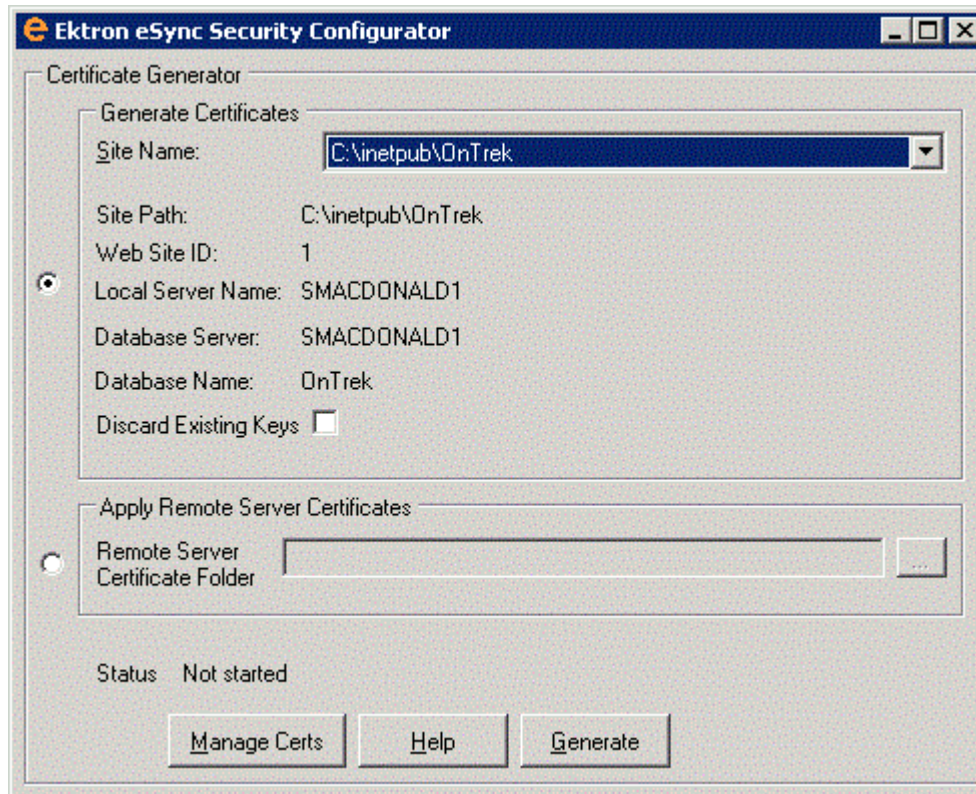 Ektron eSync Security Configurator
Certificate Generator
Generate Certificates
Site Name: C:\inetpub\OnTrek
Site Path: C:\inetpub\OnTrek
Web Site ID: 1
Local Server Name: SMACDONALD1
Database Server: SMACDONALD1
Database Name: OnTrek
Discard Existing Keys
Apply Remote Server Certificates
Remote Server
Certificate Folder
...
Status Not started
Manage Certs Help Generate